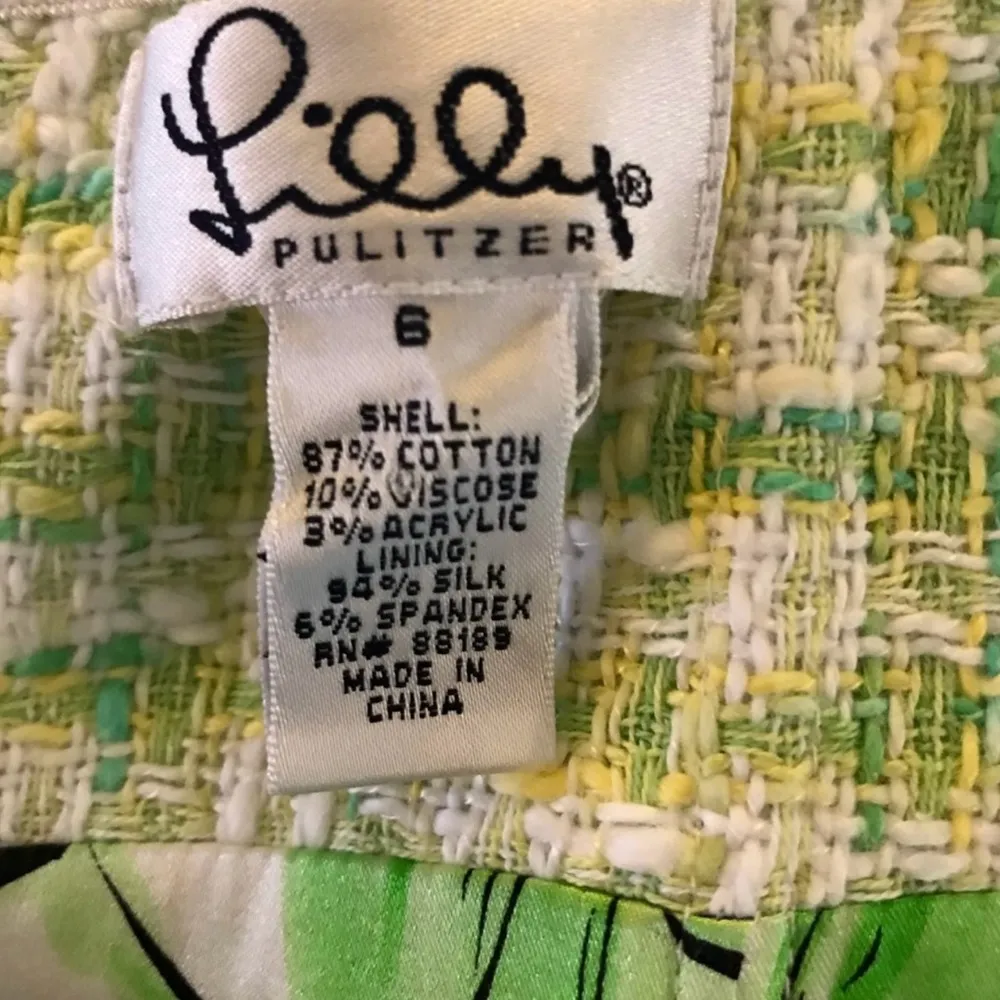 Lilly®
PULITZER
6
SHELL:
87% COTTON
10% VISCOSE
3% ACRYLIC
LINING:
94% SILK
6% SPANDEX
RN# 88189
MADE IN
CHINA